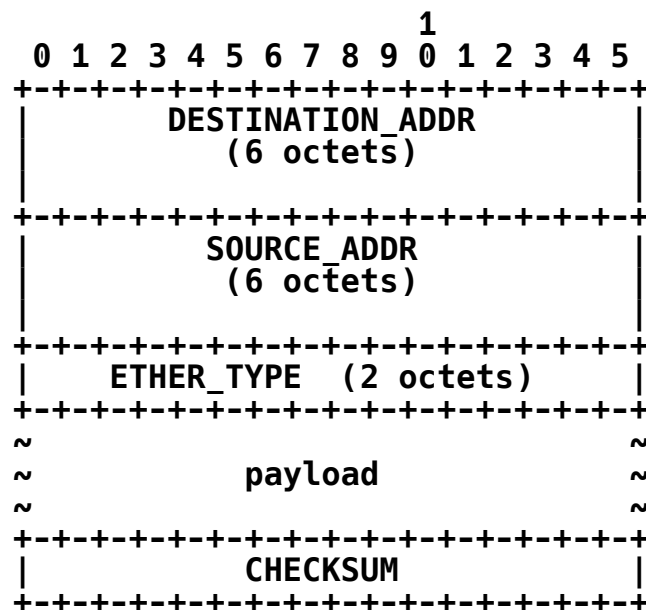 1
 0 1 2 3 4 5 6 7 8 9 0 1 2 3 4 5
+-+-+-+-+-+-+-+-+-+-+-+-+-+-+-+-+
|       DESTINATION_ADDR        |
|          (6 octets)           |
|                               |
+-+-+-+-+-+-+-+-+-+-+-+-+-+-+-+-+
|         SOURCE_ADDR           |
|          (6 octets)           |
|                               |
+-+-+-+-+-+-+-+-+-+-+-+-+-+-+-+-+
|    ETHER_TYPE  (2 octets)     |
+-+-+-+-+-+-+-+-+-+-+-+-+-+-+-+-+
~                               ~
~           payload             ~
~                               ~
+-+-+-+-+-+-+-+-+-+-+-+-+-+-+-+-+
|           CHECKSUM            |
+-+-+-+-+-+-+-+-+-+-+-+-+-+-+-+-+